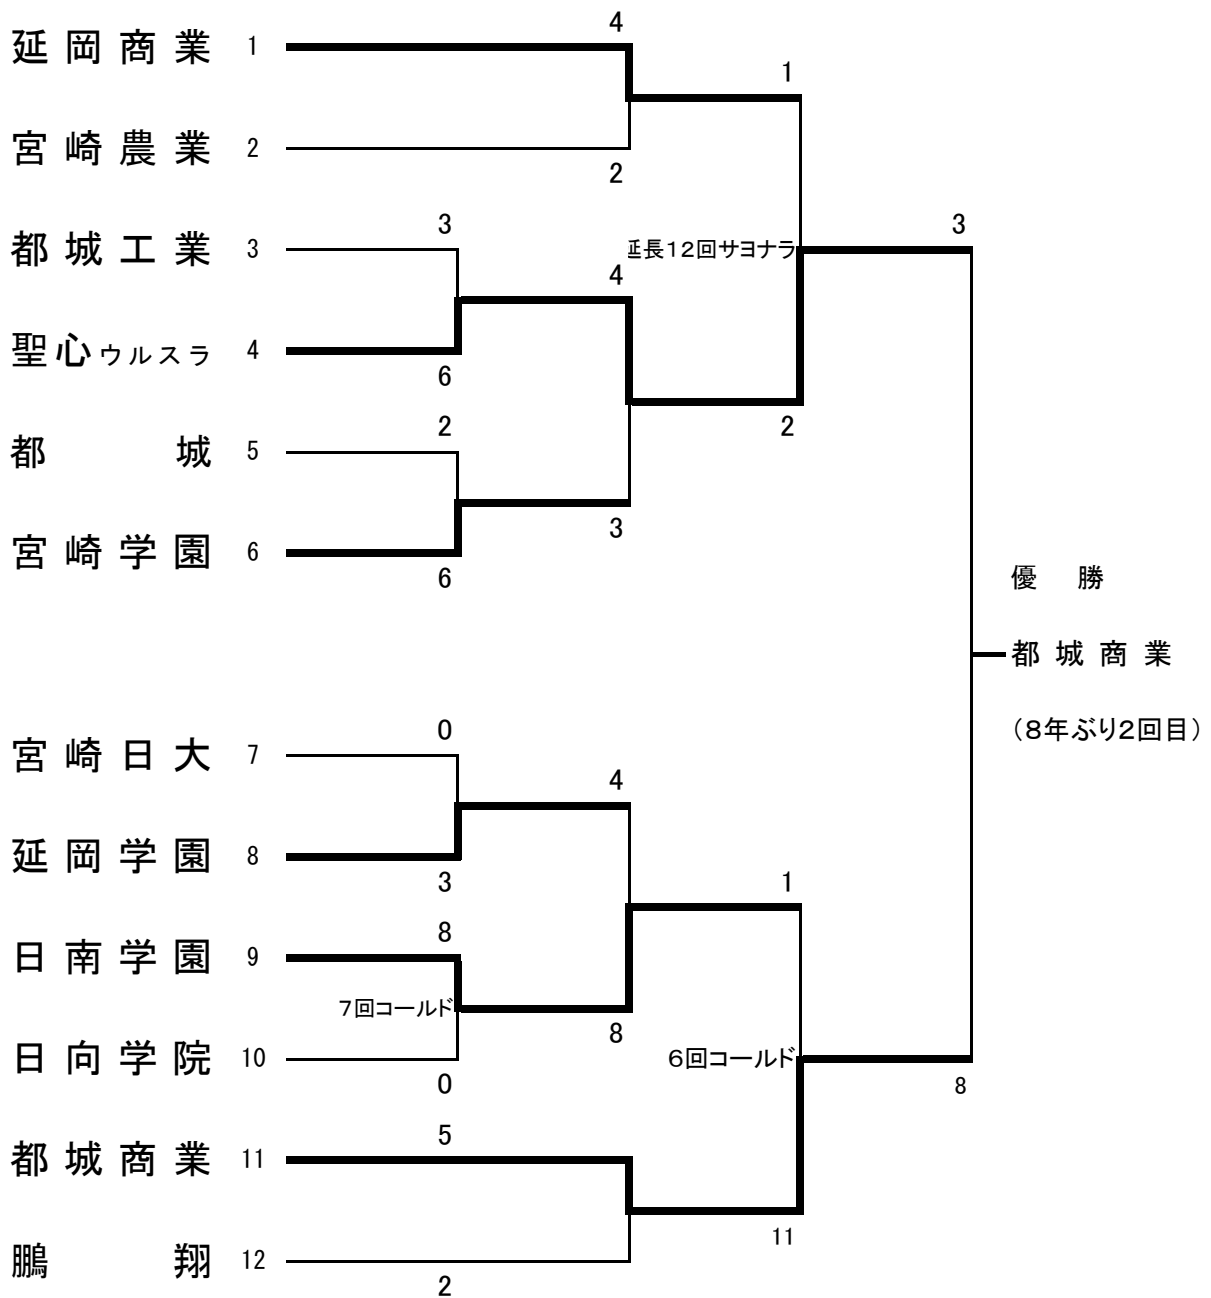 4
延岡商業 1
1
宮崎農業 2
2
3
都城工業 3
延長12回サヨナラ
3
4
聖心ウルスラ 4
6
2
2
都城 5
3
宮崎学園 6
6
優勝
都城商業
（8年ぶり2回目）
0
宮崎日大 7
4
延岡学園 8
3
1
8
日南学園 9
7回コールド
8
日向学院 10
6回コールド
0
8
5
都城商業 11
11
鵬翔 12
2